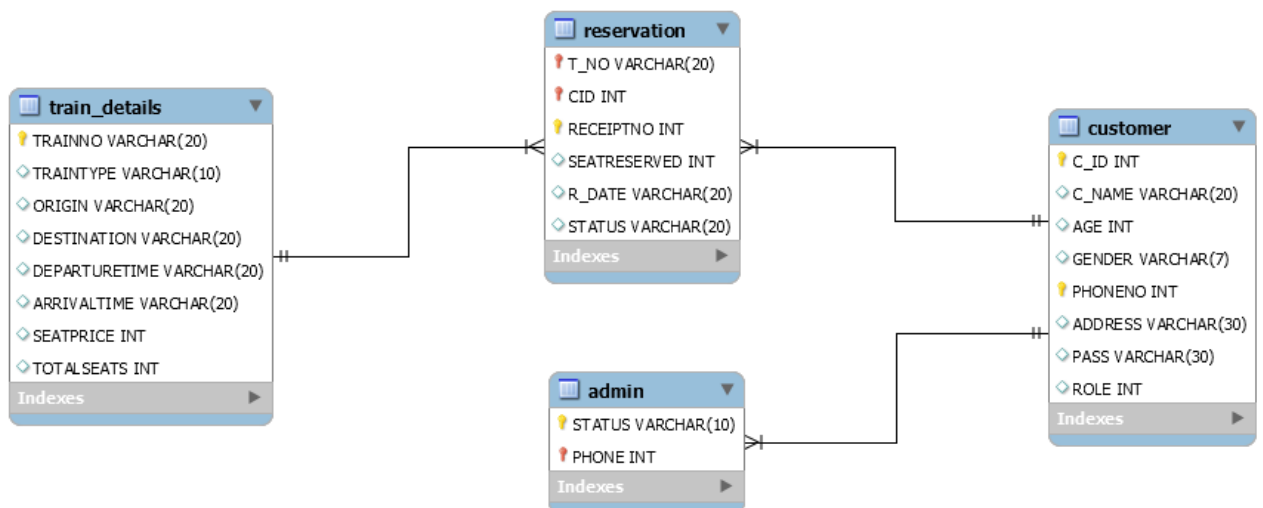 train_details
TRAINNO VARCHAR(20)
TRAINTYPE VARCHAR(10)
ORIGIN VARCHAR(20)
DESTINATION VARCHAR(20)
DEPARTURETIME VARCHAR(20)
ARRIVALTIME VARCHAR(20)
SEATPRICE INT
TOTALSEATS INT
Indexes
reservation
T_NO VARCHAR(20)
CID INT
RECEIPTNO INT
SEATRESERVED INT
R_DATE VARCHAR(20)
STATUS VARCHAR(20)
Indexes
admin
STATUS VARCHAR(10)
PHONE INT
Indexes
customer
C_ID INT
C_NAME VARCHAR(20)
AGE INT
GENDER VARCHAR(7)
PHONENO INT
ADDRESS VARCHAR(30)
PASS VARCHAR(30)
ROLE INT
Indexes